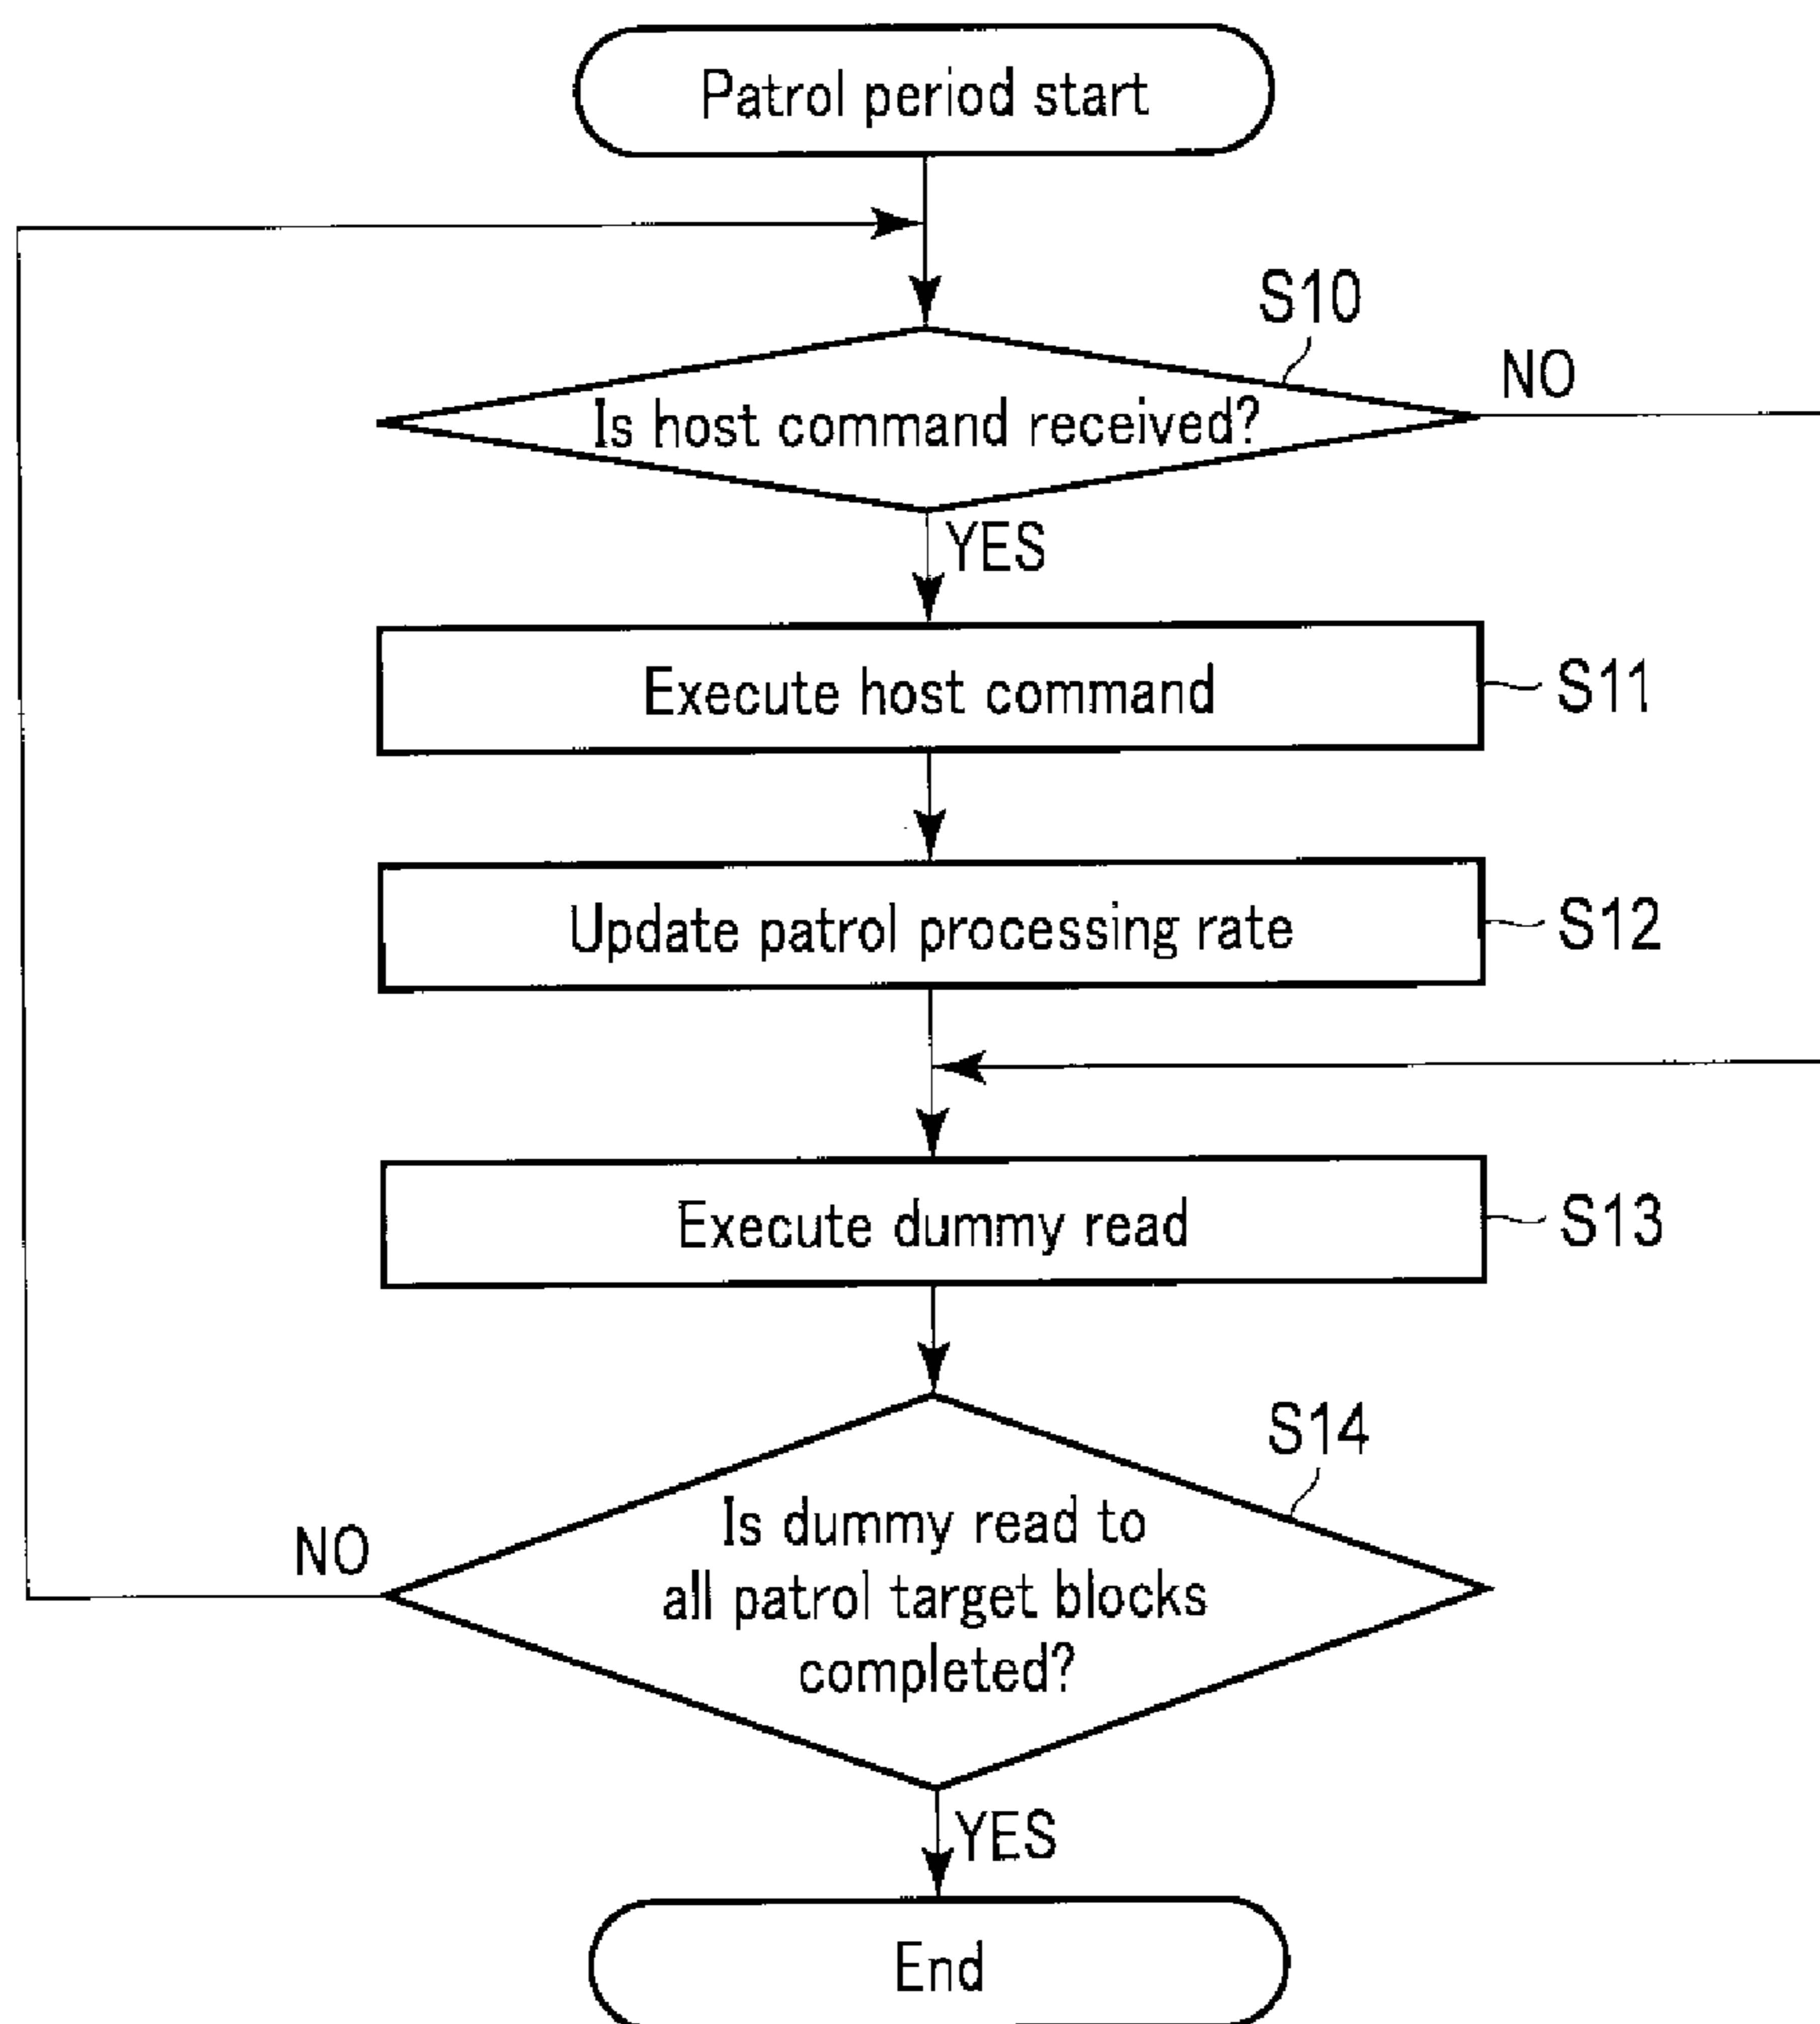 Patrol period start
S10
NO
Is host command received?
YES
Execute host command
S11
Update patrol processing rate
S12
Execute dummy read
S13
S14
Is dummy read to
all patrol target blocks
completed?
NO
YES
End